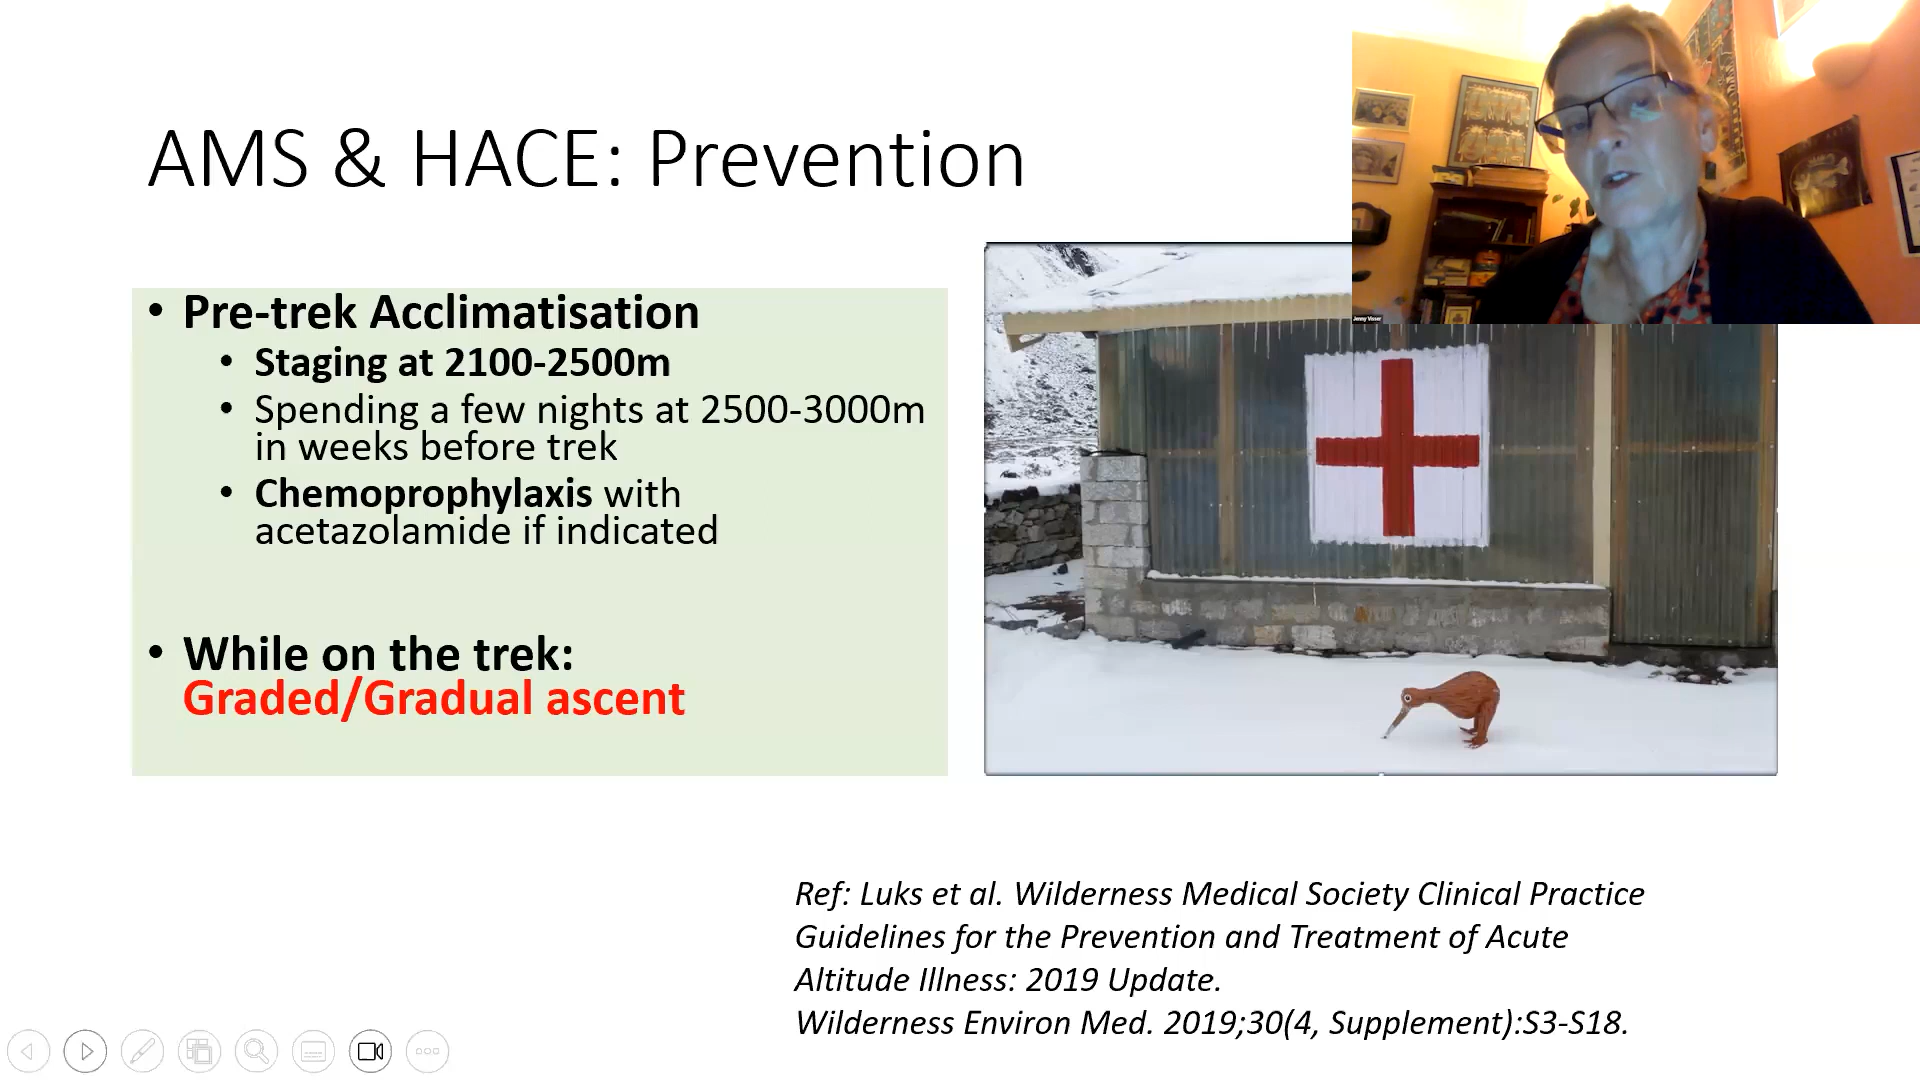 AMS & HACE: Prevention
Jenny Visser
• Pre-trek Acclimatisation
• Staging at 2100-2500m
• Spending a few nights at 2500-3000m
in weeks before trek
• Chemoprophylaxis with
acetazolamide if indicated
• While on the trek:
Graded/Gradual ascent
Ref: Luks et al. Wilderness Medical Society Clinical Practice
Guidelines for the Prevention and Treatment of Acute
Altitude Illness: 2019 Update.
Wilderness Environ Med. 2019;30(4, Supplement):S3-S18.